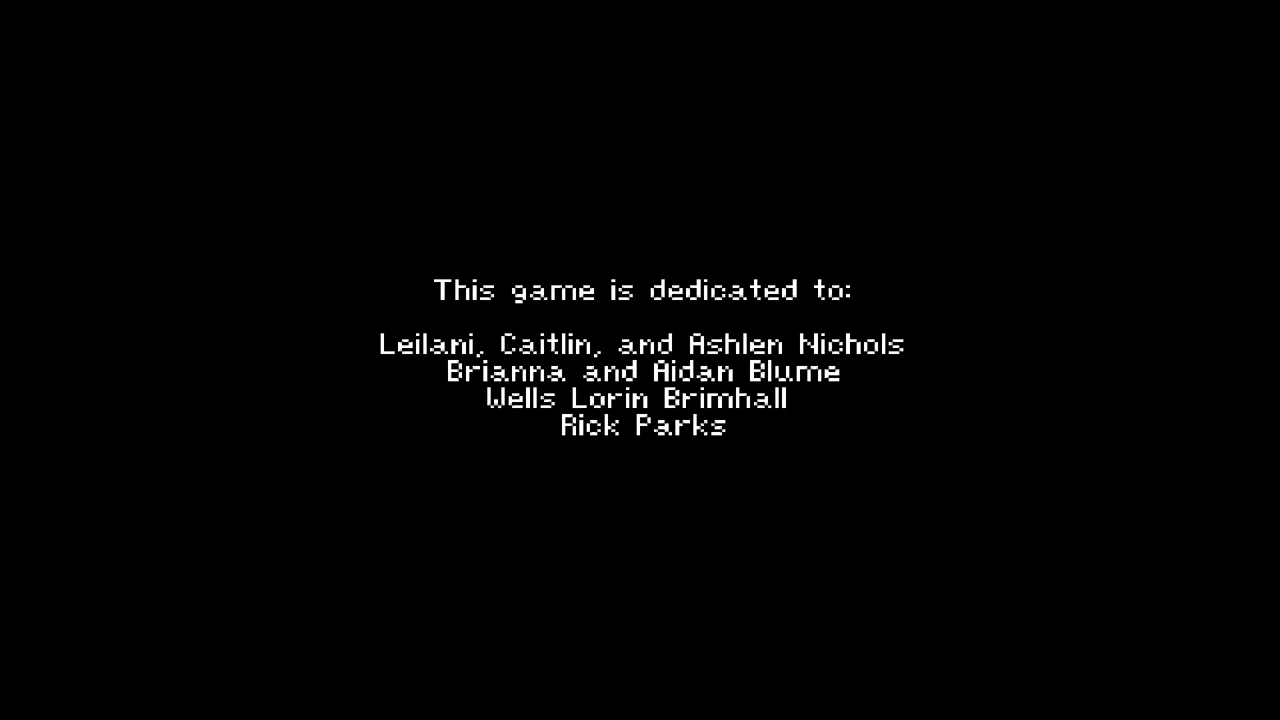 This game is dedicated to:
Leilani, Caitlin, and Ashlen Nichols
Brianna and Aidan Blume
Wells Lorin Brimhall
Rick Parks